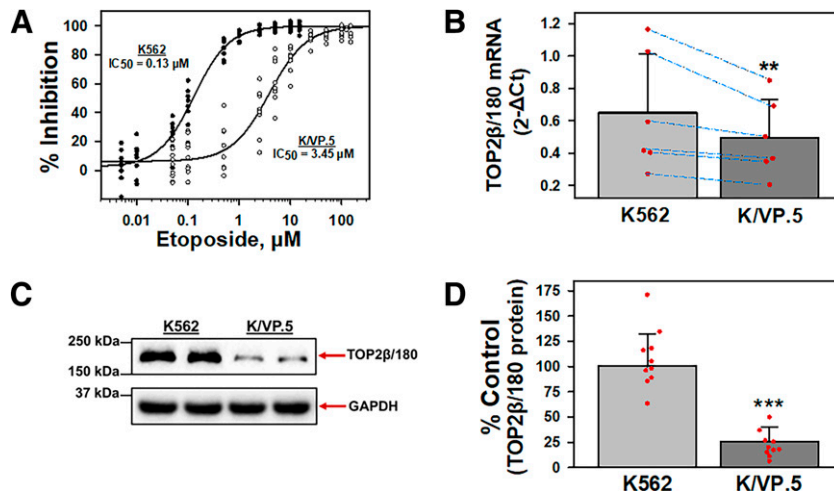 A
% Inhibition
100
80
60
40
20
0
K562
IC50 = 0.13 µM
K/VP.5
IC50 = 3.45 µM
0.01
0.1
1
10
100
Etoposide, µM
B
TOP2β/180 mRNA
(2-ΔCt)
1.2
1.0
0.8
0.6
0.4
0.2
**
K562
K/VP.5
C
K562
K/VP.5
250 kDa
150 kDa
TOP2β/180
37 kDa
GAPDH
D
% Control
(TOP2β/180 protein)
175
150
125
100
75
50
25
0
***
K562
K/VP.5